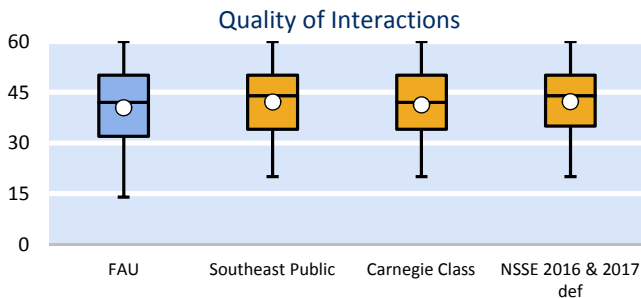 Quality of Interactions
60
45
30
15
0
FAU
Southeast Public
Carnegie Class
NSSE 2016 & 2017
def